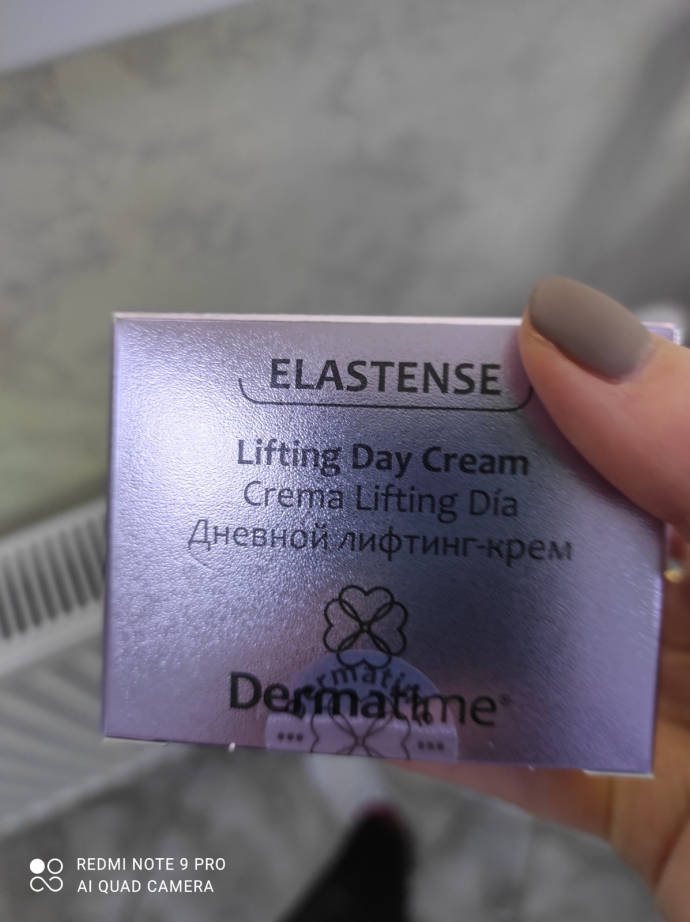 ELASTENSE
Lifting Day Cream
Crema Lifting Día
Дневной лифтинг-крем
Dermatime®
REDMI NOTE 9 PRO
AI QUAD CAMERA